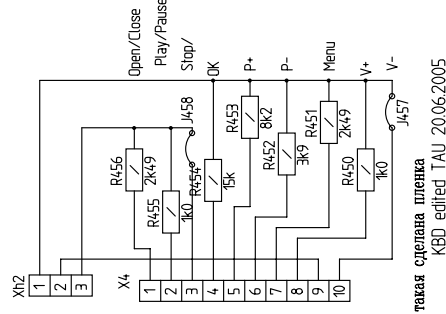 Open/Close
Play/Pause
Stop/
OK
P+
P-
Menu
V+
V-
J458
R456
2k49
R455
1k0
R454
15k
R453
8k2
R452
3k9
R451
2k49
R450
1k0
J457
Xh2
1
2
3
X4
1
2
3
4
5
6
7
8
9
10
такая сделана пленка
KBD edited TAU 20.06.2005